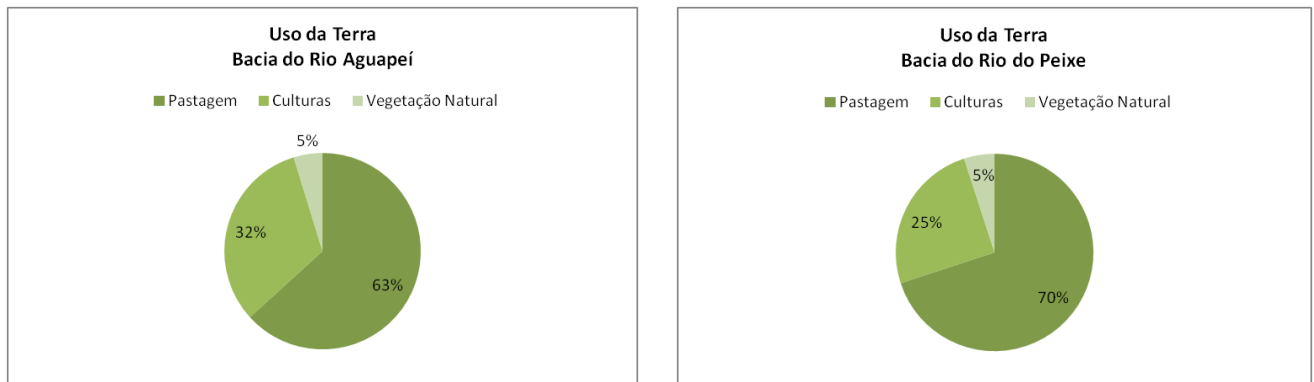 Uso da Terra
Bacia do Rio Aguapeí
Pastagem Culturas Vegetação Natural
5%
32%
63%
Uso da Terra
Bacia do Rio do Peixe
Pastagem Culturas Vegetação Natural
5%
25%
70%